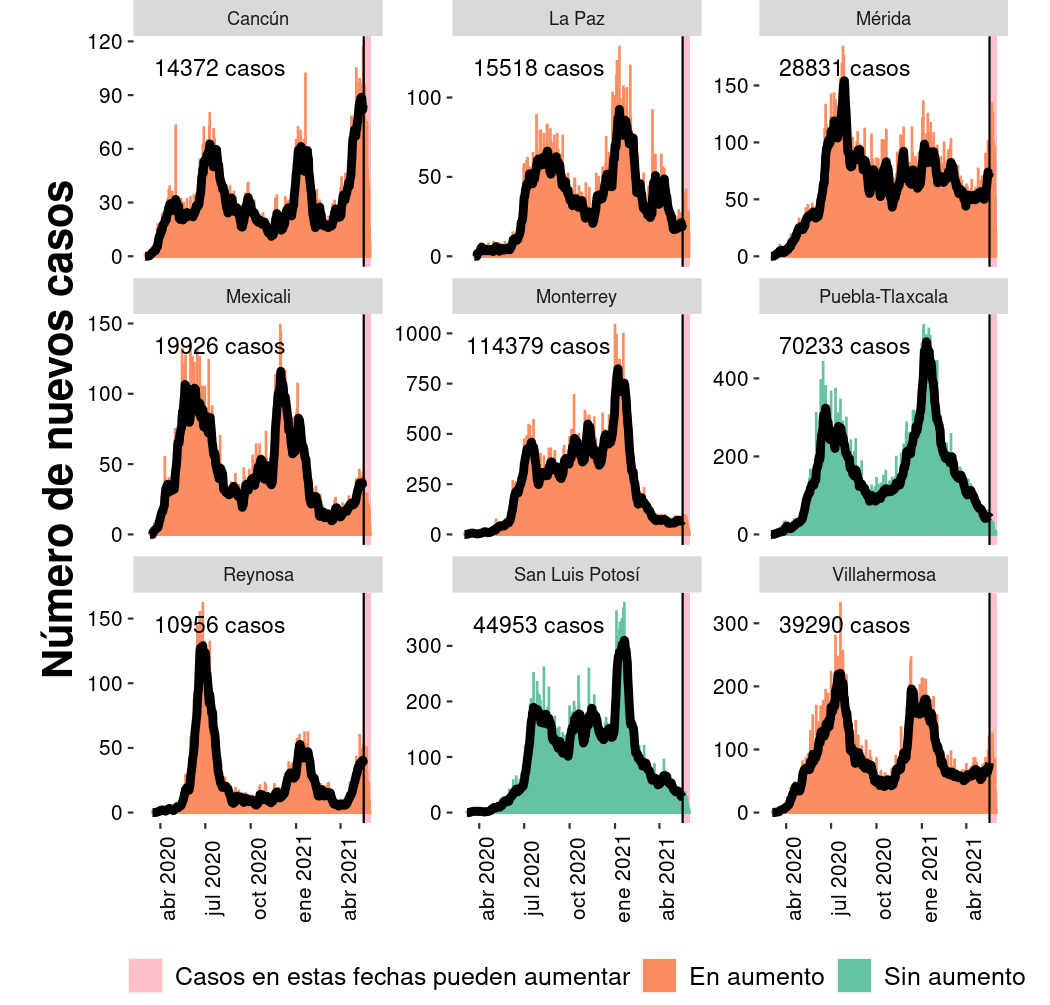 Número de nuevos casos
Cancún
La Paz
Mérida
120
90
60
30
0
14372 casos
100
50
0
15518 casos
150
100
50
0
28831 casos
Mexicali
Monterrey
Puebla-Tlaxcala
150
100
50
0
19926 casos
1000
750
500
250
0
114379 casos
400
200
0
70233 casos
Reynosa
San Luis Potosí
Villahermosa
150
100
50
0
10956 casos
300
200
100
0
44953 casos
300
200
100
0
39290 casos
abr 2020
jul 2020
oct 2020
ene 2021
abr 2021
abr 2020
jul 2020
oct 2020
ene 2021
abr 2021
abr 2020
jul 2020
oct 2020
ene 2021
abr 2021
Casos en estas fechas pueden aumentar
En aumento
Sin aumento